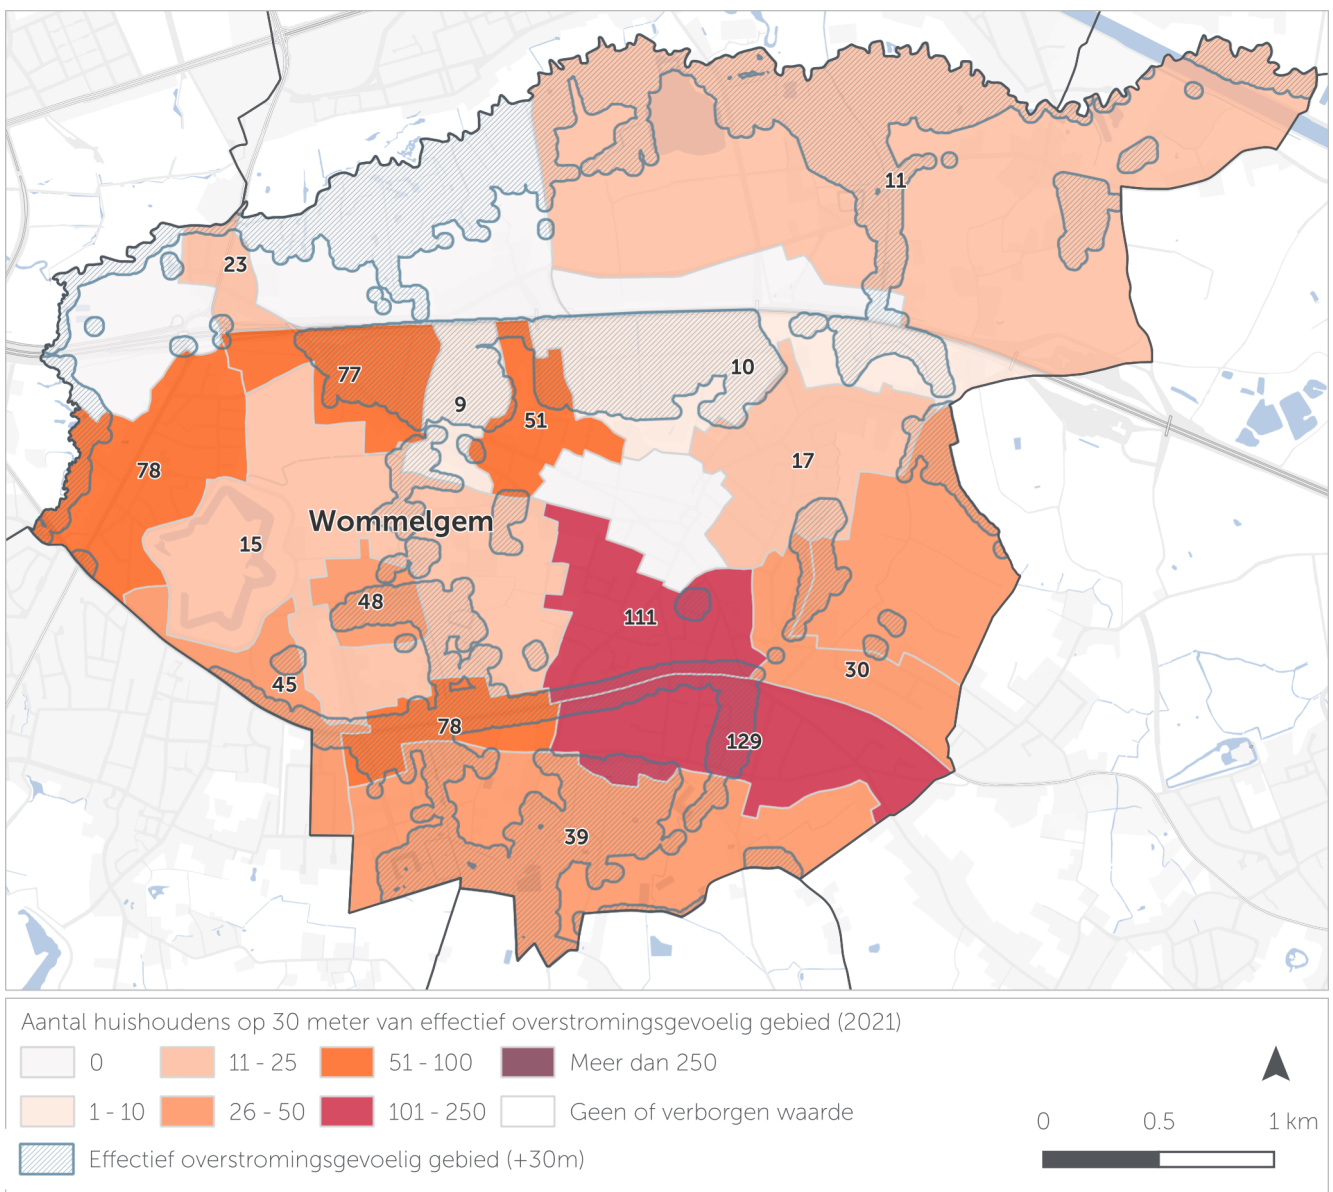 11
23
10
77
9
51
17
78
Wommelgem
15
48
111
30
45
78
129
39
Aantal huishoudens op 30 meter van effectief overstromingsgevoelig gebied (2021)
0 11 - 25 51 - 100 Meer dan 250
1 - 10 26 - 50 101 - 250 Geen of verborgen waarde
0 0.5 1 km
Effectief overstromingsgevoelig gebied (+30m)